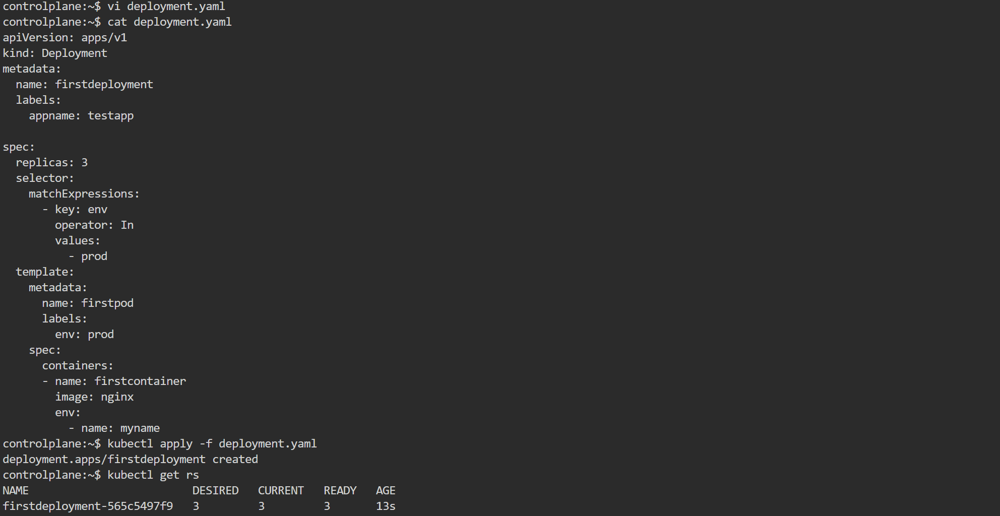 controlplane:~$ vi deployment.yaml
controlplane:~$ cat deployment.yaml
apiVersion: apps/v1
kind: Deployment
metadata:
  name: firstdeployment
  labels:
    appname: testapp

spec:
  replicas: 3
  selector:
    matchExpressions:
      - key: env
        operator: In
        values:
          - prod
  template:
    metadata:
      name: firstpod
      labels:
        env: prod
    spec:
      containers:
      - name: firstcontainer
        image: nginx
        env:
          - name: myname
controlplane:~$ kubectl apply -f deployment.yaml
deployment.apps/firstdeployment created
controlplane:~$ kubectl get rs
NAME                         DESIRED   CURRENT   READY   AGE
firstdeployment-565c5497f9   3         3         3       13s